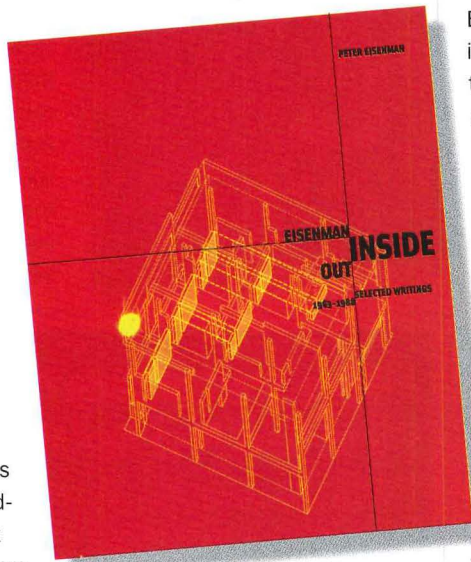 PETER EISENMAN
EISENMAN INSIDE
OUT
1963-1988 SELECTED WRITINGS
E
i
s
d-